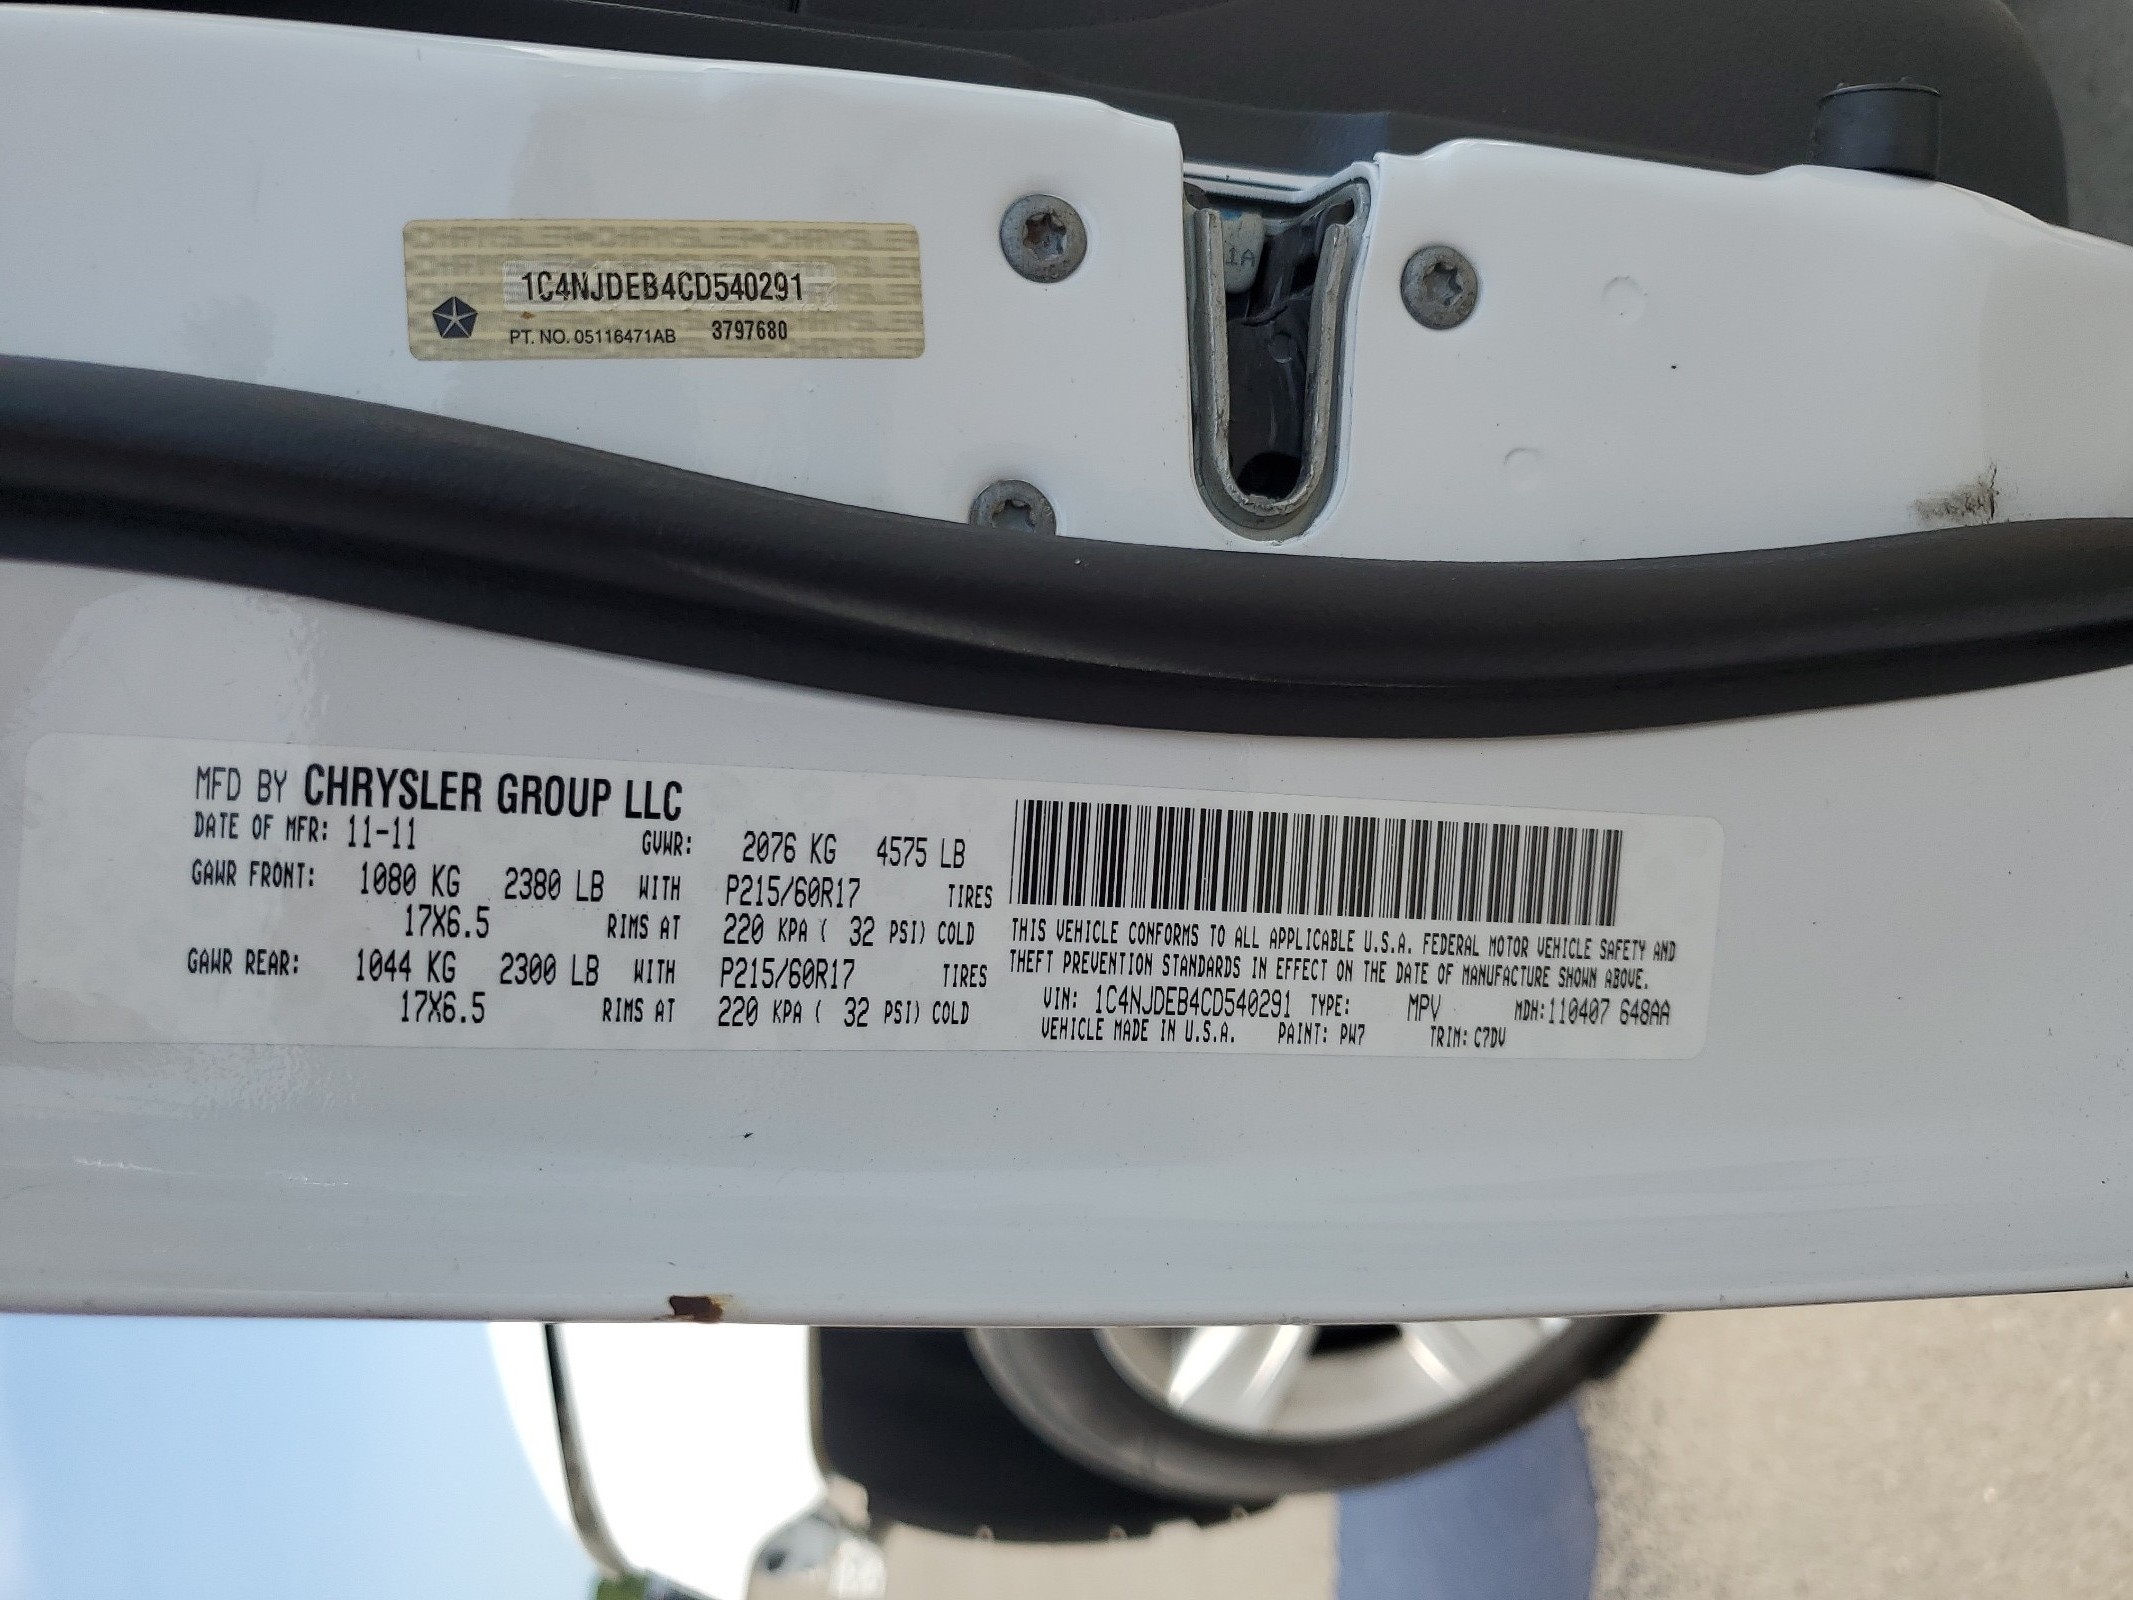 CHRYSLER CHRYSLER CHRYSLER
1C4NJDEB4CD540291
PT. NO. 05116471AB 3797680
1A
MFD BY CHRYSLER GROUP LLC
DATE OF MFR: 11-11 GVWR: 2076 KG 4575 LB
GAWR FRONT: 1080 KG 2380 LB WITH P215/60R17 TIRES
17X6.5 RIMS AT 220 KPA ( 32 PSI) COLD
GAWR REAR: 1044 KG 2300 LB WITH P215/60R17 TIRES
17X6.5 RIMS AT 220 KPA ( 32 PSI) COLD
THIS VEHICLE CONFORMS TO ALL APPLICABLE U.S.A. FEDERAL MOTOR VEHICLE SAFETY AND
THEFT PREVENTION STANDARDS IN EFFECT ON THE DATE OF MANUFACTURE SHOWN ABOVE.
VIN: 1C4NJDEB4CD540291 TYPE: MPV MDH:110407 648AA
VEHICLE MADE IN U.S.A. PAINT: PW7 TRIM: C7DV